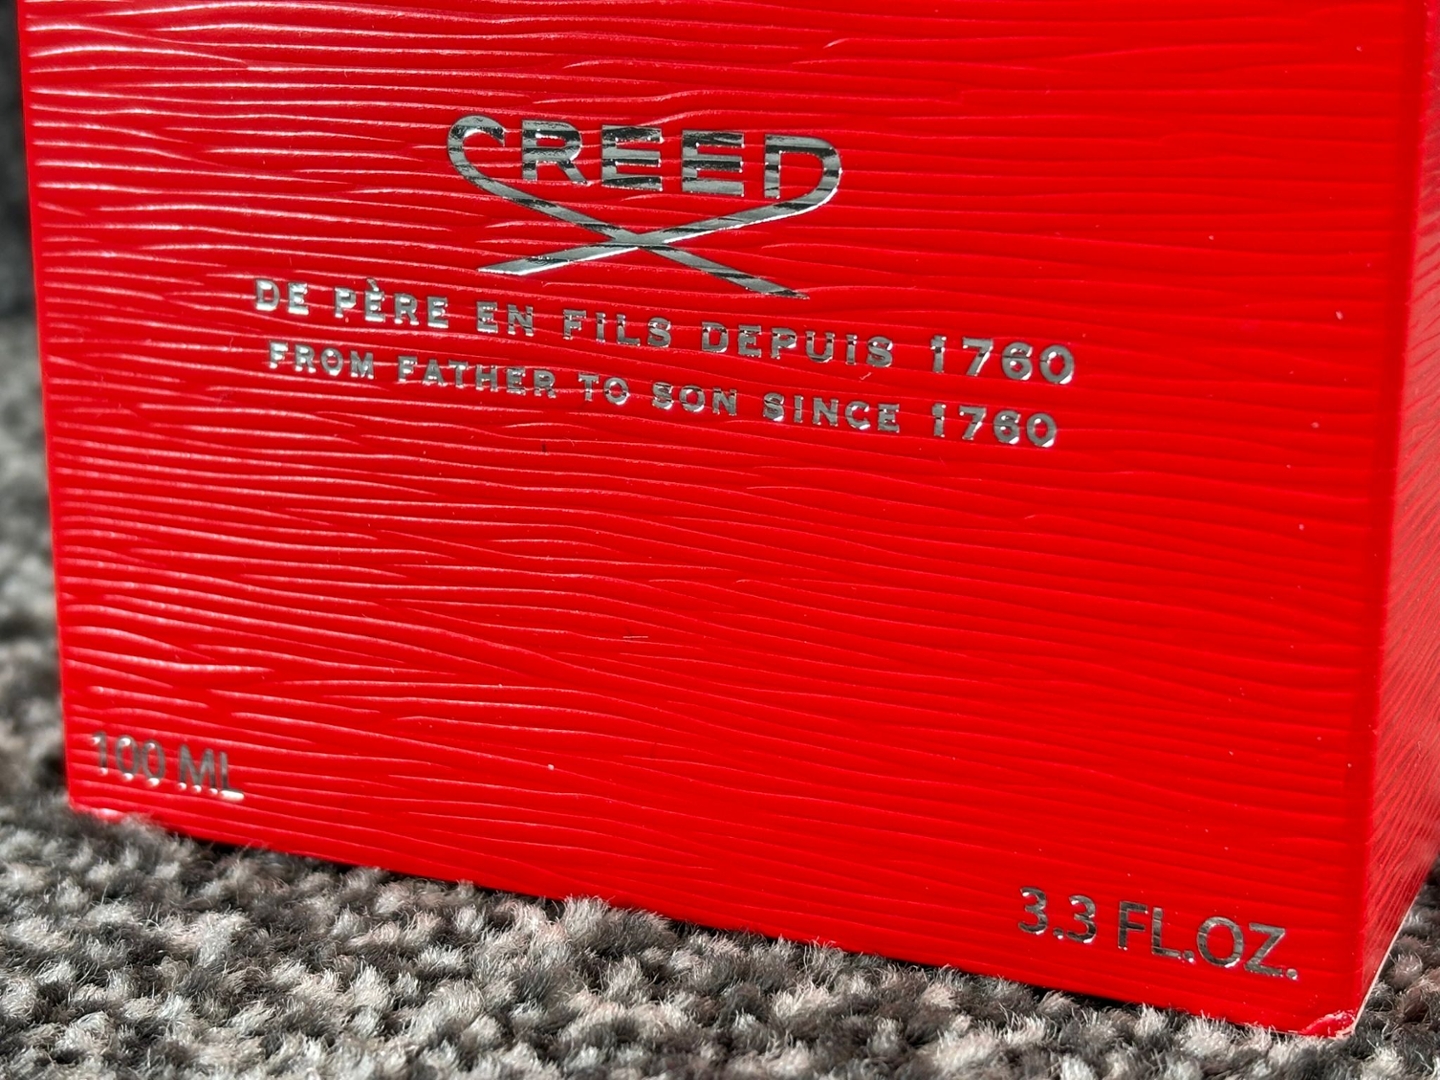 CREED
DE PÈRE EN FILS DEPUIS 1760
FROM FATHER TO SON SINCE 1760
100 ML
3.3 FL.OZ.